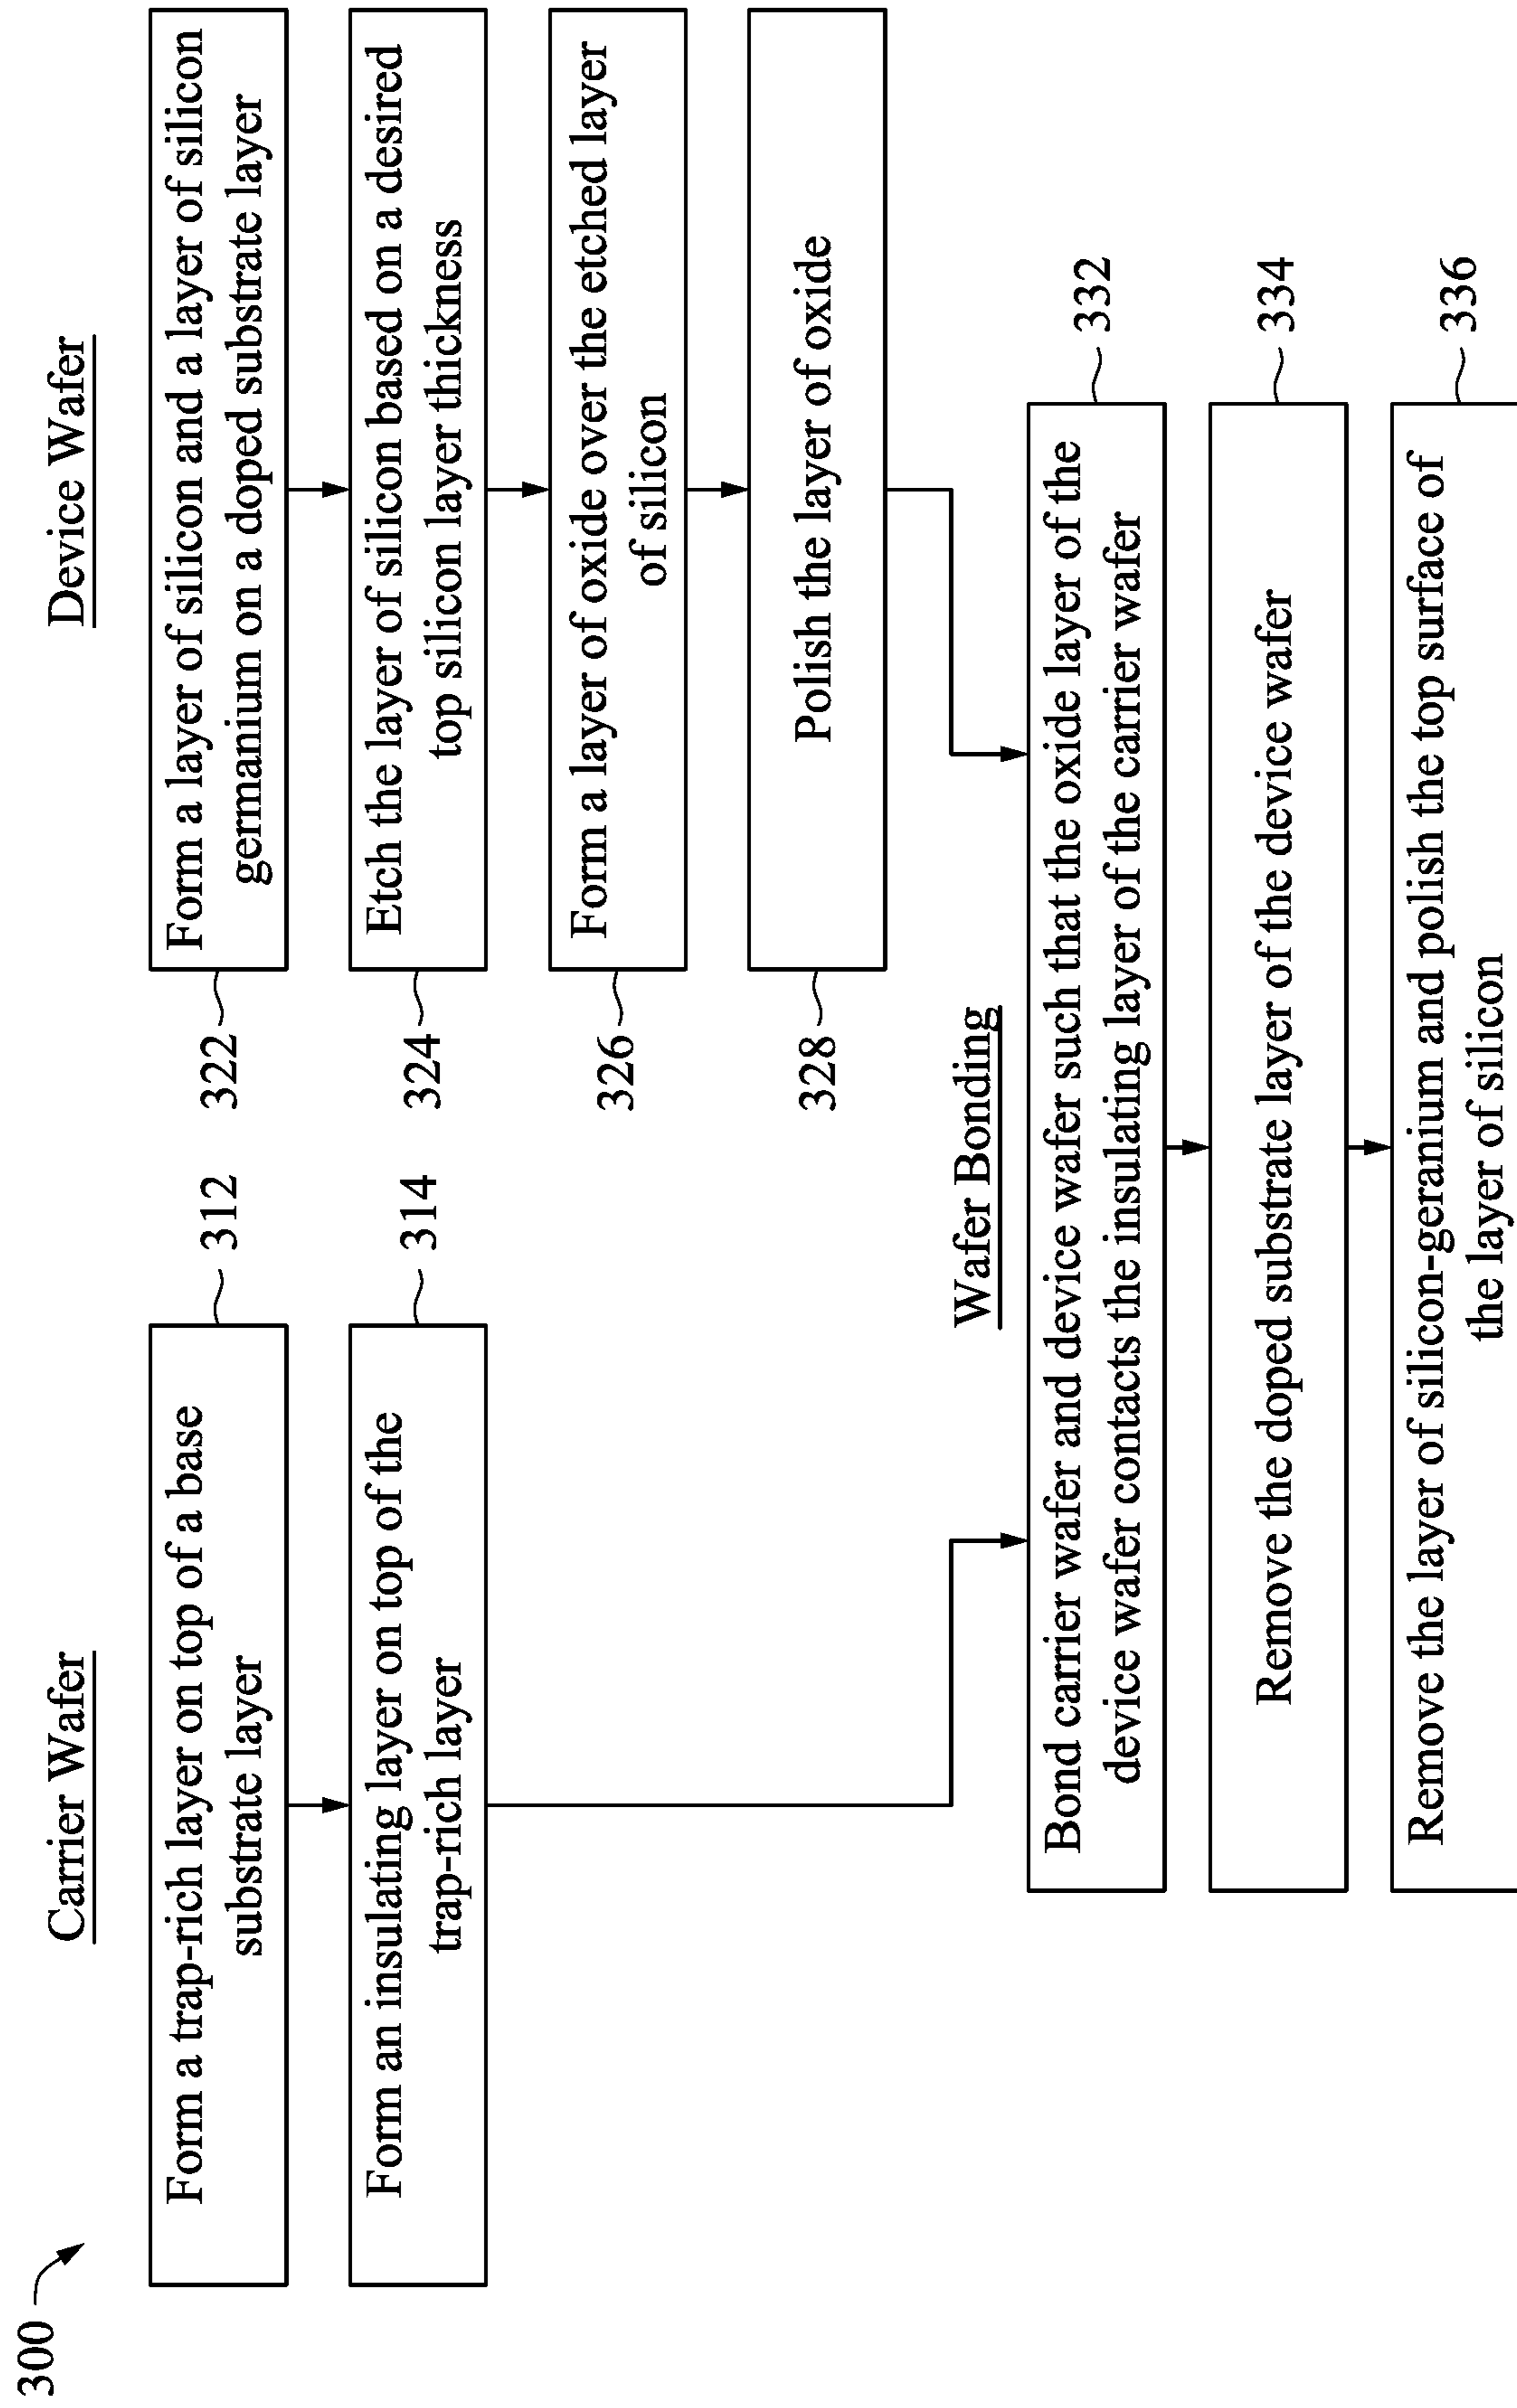 300
Carrier Wafer
Form a trap-rich layer on top of a base
substrate layer
312
Form an insulating layer on top of the
trap-rich layer
314
Device Wafer
322
Form a layer of silicon and a layer of silicon
germanium on a doped substrate layer
324
Etch the layer of silicon based on a desired
top silicon layer thickness
326
Form a layer of oxide over the etched layer
of silicon
328
Polish the layer of oxide
Wafer Bonding
Bond carrier wafer and device wafer such that the oxide layer of the
device wafer contacts the insulating layer of the carrier wafer
332
Remove the doped substrate layer of the device wafer
334
Remove the layer of silicon-geranium and polish the top surface of
the layer of silicon
336